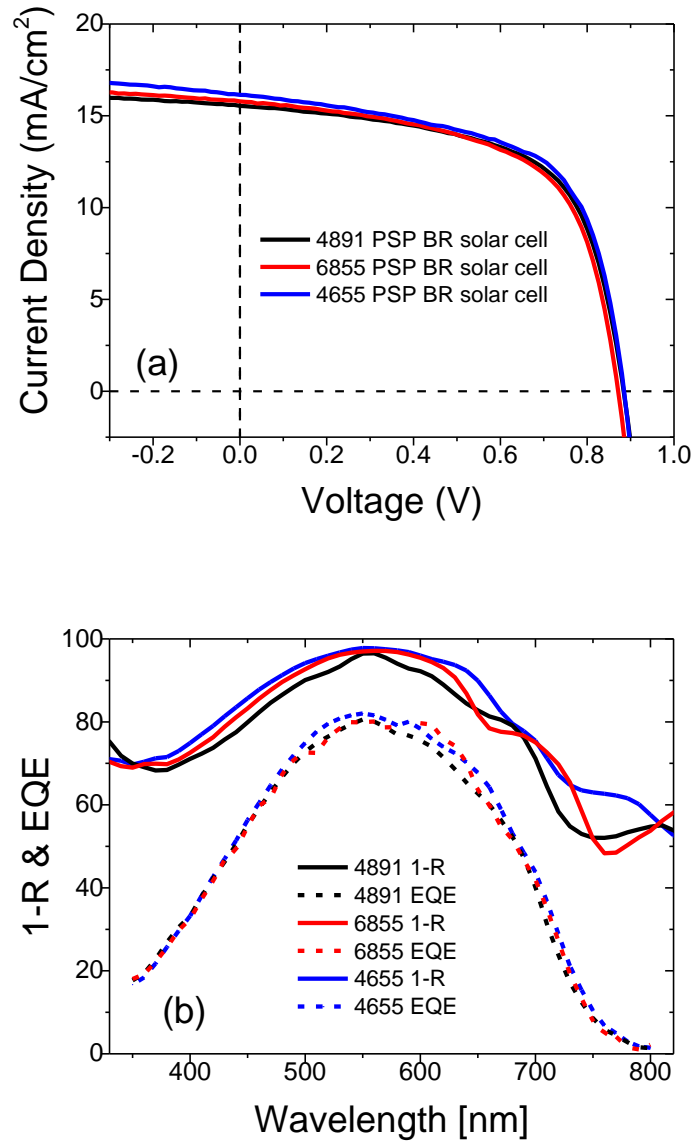 20
15
10
5
0
Current Density (mA/cm²)
4891 PSP BR solar cell
6855 PSP BR solar cell
4655 PSP BR solar cell
(a)
-0.2 0.0 0.2 0.4 0.6 0.8 1.0
Voltage (V)
100
80
60
40
20
0
1-R & EQE
4891 1-R
4891 EQE
6855 1-R
6855 EQE
4655 1-R
4655 EQE
(b)
400 500 600 700 800
Wavelength [nm]